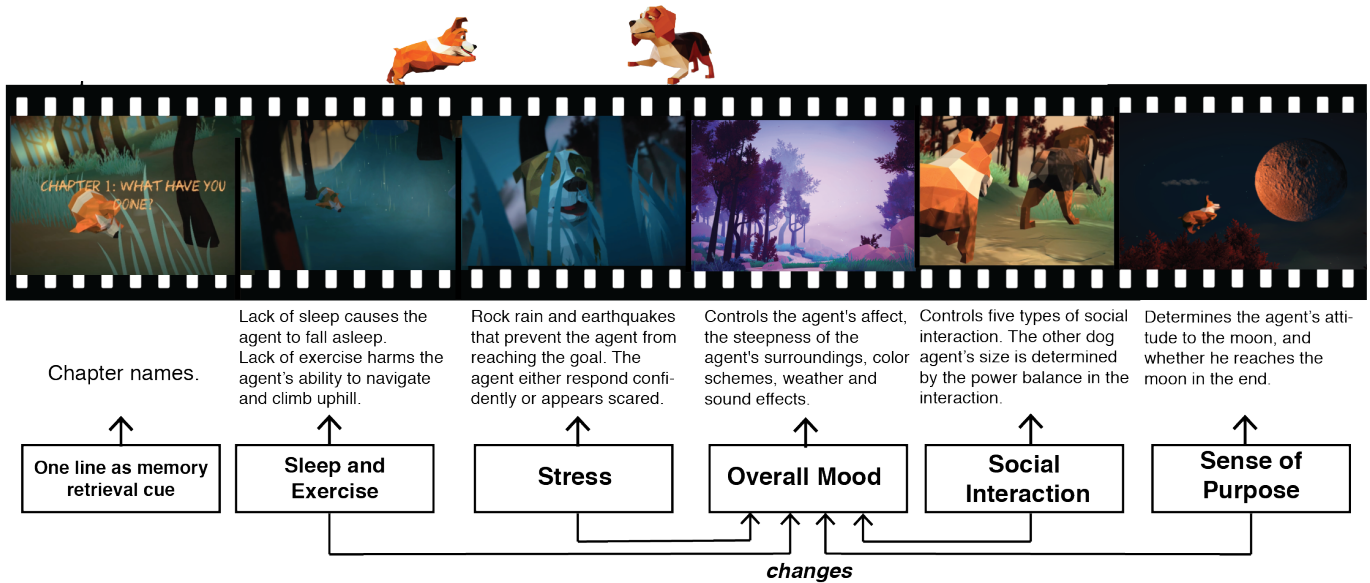 CHAPTER 1: WHAT HAVE YOU
DONE?
Chapter names.
Lack of sleep causes the
agent to fall asleep.
Lack of exercise harms the
agent's ability to navigate
and climb uphill.
Rock rain and earthquakes
that prevent the agent from
reaching the goal. The
agent either respond confi-
dently or appears scared.
Controls the agent's affect,
the steepness of the
agent's surroundings, color
schemes, weather and
sound effects.
Controls five types of social
interaction. The other dog
agent's size is determined
by the power balance in the
interaction.
Determines the agent's atti-
tude to the moon, and
whether he reaches the
moon in the end.
One line as memory
retrieval cue
Sleep and
Exercise
Stress
Overall Mood
Social
Interaction
Sense of
Purpose
changes